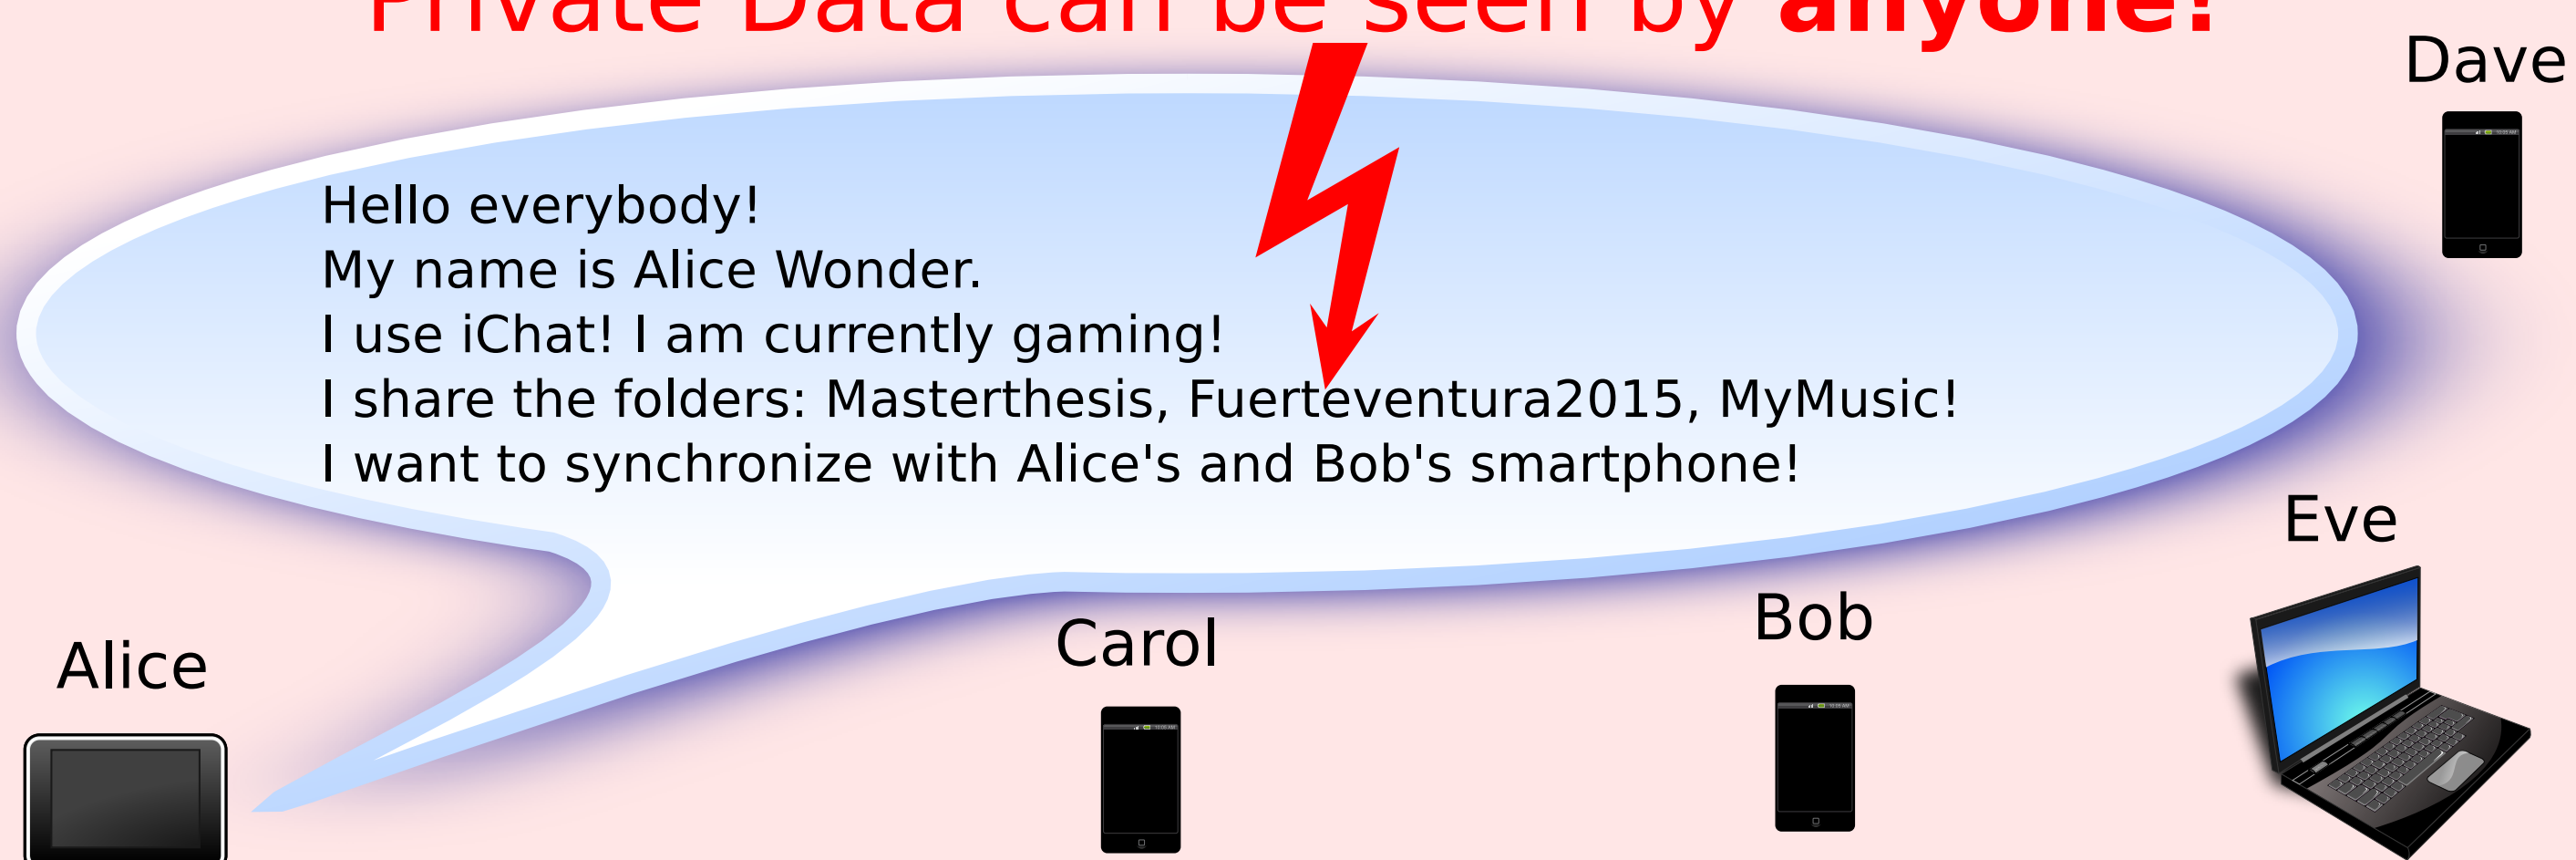 Private Data can be seen by anyone!
Dave
Hello everybody!
My name is Alice Wonder.
I use iChat! I am currently gaming!
I share the folders: Masterthesis, Fuerteventura2015, MyMusic!
I want to synchronize with Alice's and Bob's smartphone!
Eve
Bob
Carol
Alice